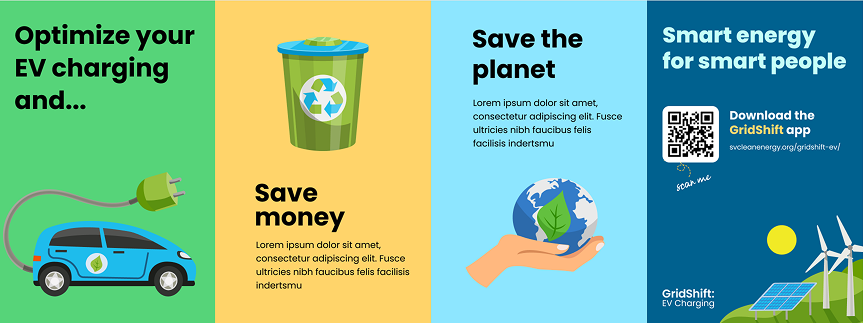 Optimize your
EV charging
and...
Save
money
Lorem ipsum dolor sit amet,
consectetur adipiscing elit. Fusce
ultricies nibh faucibus felis facilisis
indertsmu
Save the
planet
Lorem ipsum dolor sit amet,
consectetur adipiscing elit. Fusce
ultricies nibh faucibus felis
facilisis indertsmu
Smart energy
for smart people
Download the
GridShift app
svcleanenergy.org/gridshift-ev/
scan me
GridShift:
EV Charging